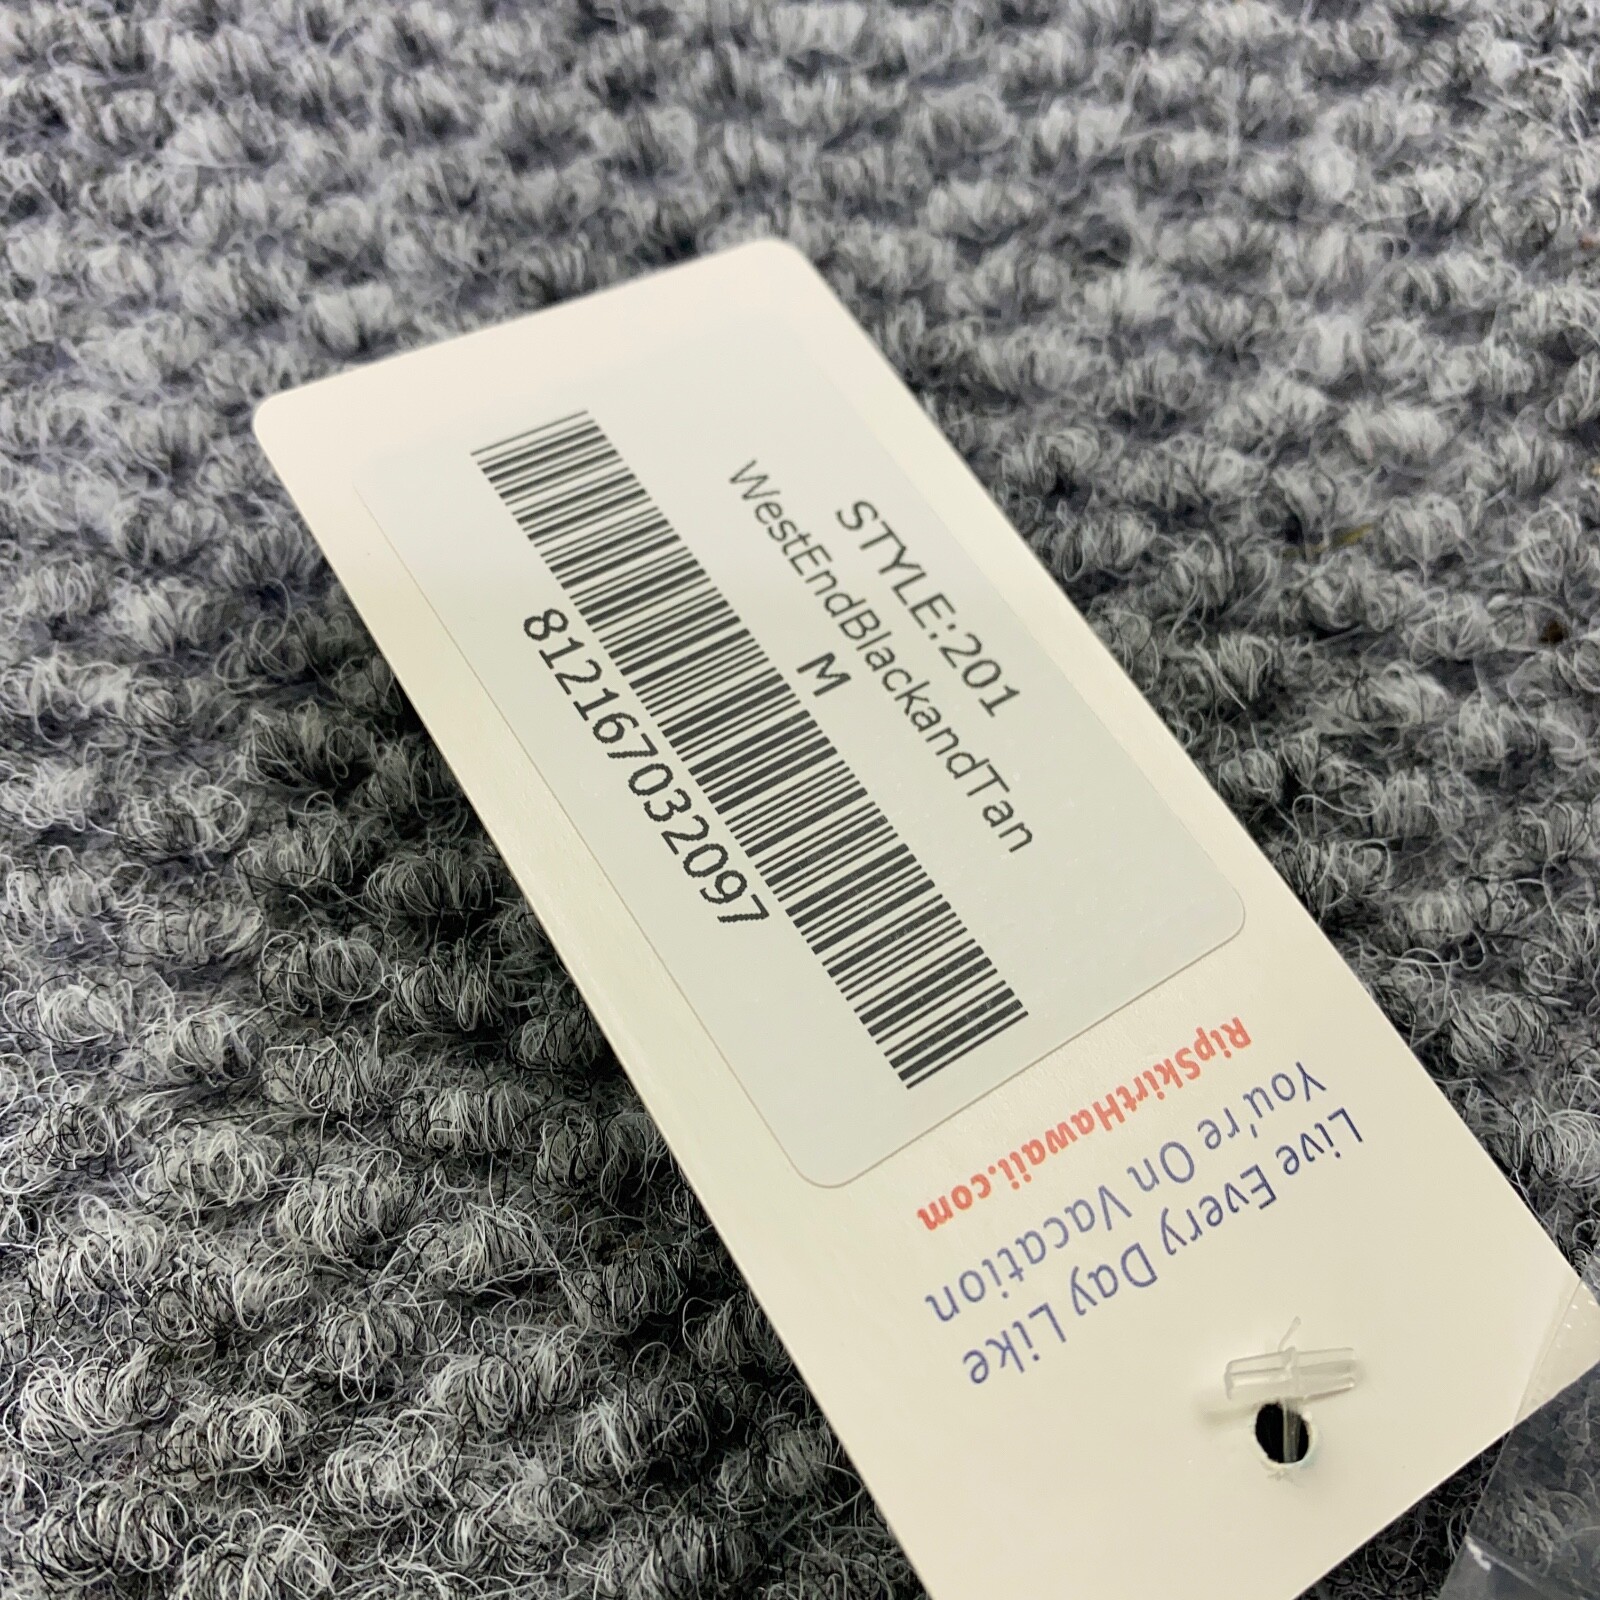 STYLE:201
WestEndBlackandTan
M
812167032097
Live Every Day Like
You're On Vacation
RipSkirtHawaii.com